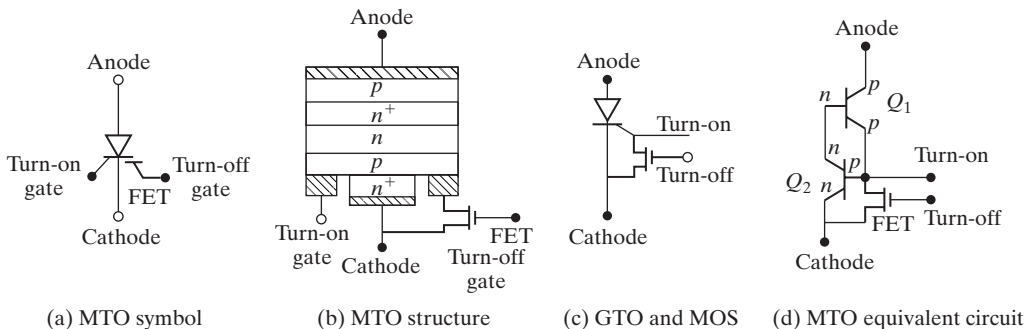 Anode
Turn-on
gate
Turn-off
gate
FET
Cathode
(a) MTO symbol
Anode
p
n+
n
p
n+
Turn-on
gate
Cathode
FET
Turn-off
gate
(b) MTO structure
Anode
Turn-on
Turn-off
Cathode
(c) GTO and MOS
Anode
p
n
Q1
p
n
p
Turn-on
Q2
n
FET
Turn-off
Cathode
(d) MTO equivalent circuit